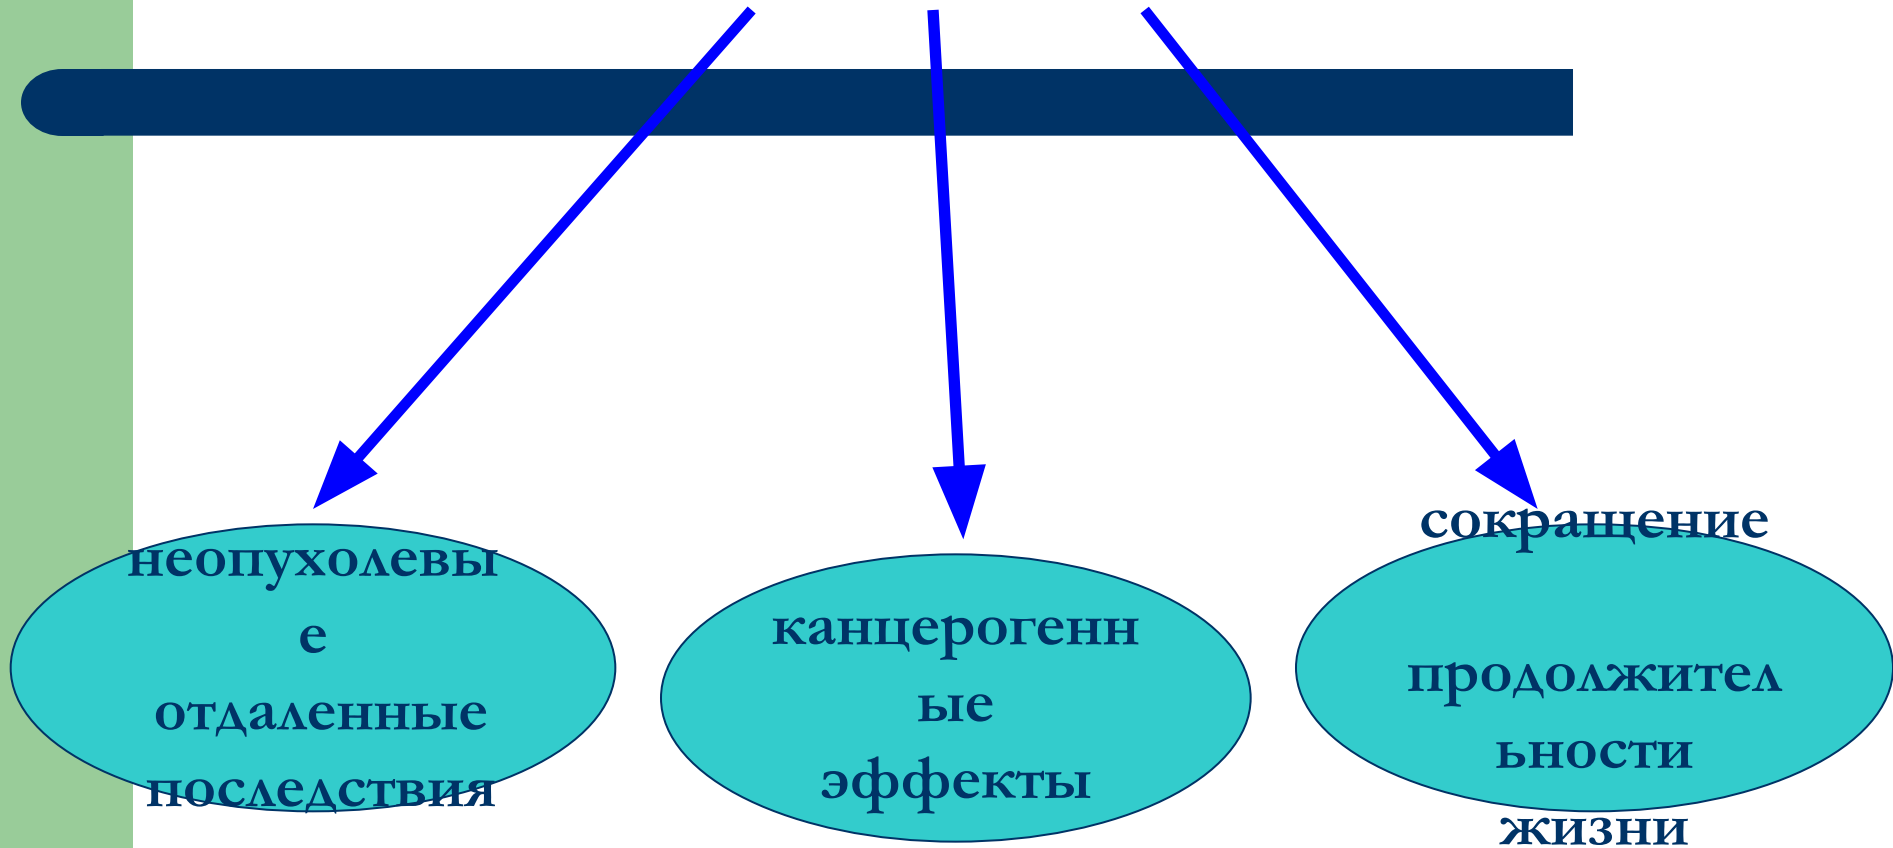 неопухолевы
е
отдаленные
последствия
канцерогенн
ые
эффекты
сокращение
продолжител
ьности
жизни